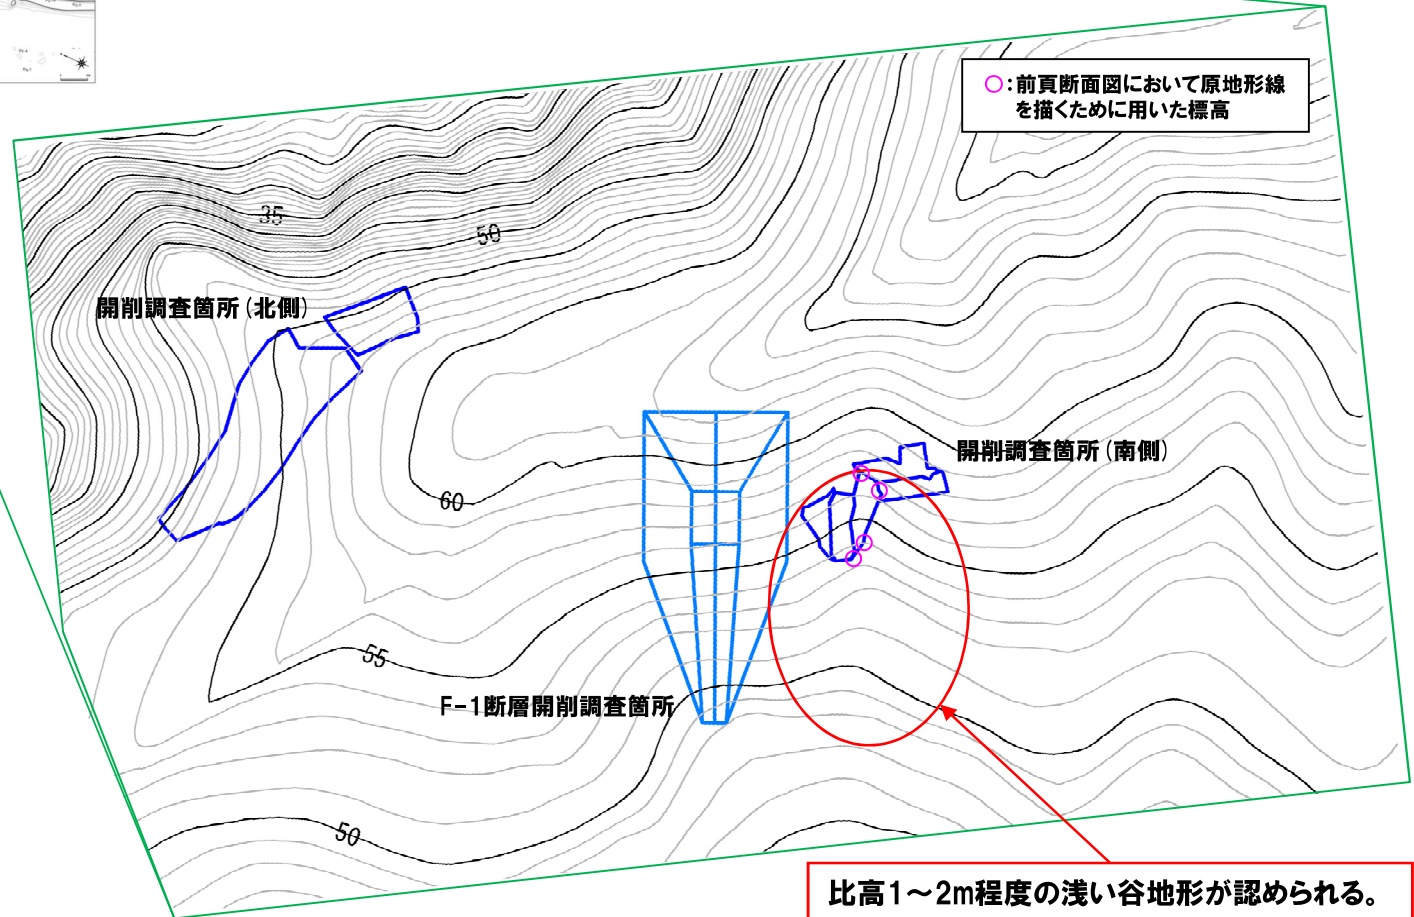 ○:前頁断面図において原地形線
を描くために用いた標高
35
50
開削調査箇所(北側)
開削調査箇所(南側)
60
55
F-1断層開削調査箇所
50
比高1～2m程度の浅い谷地形が認められる。